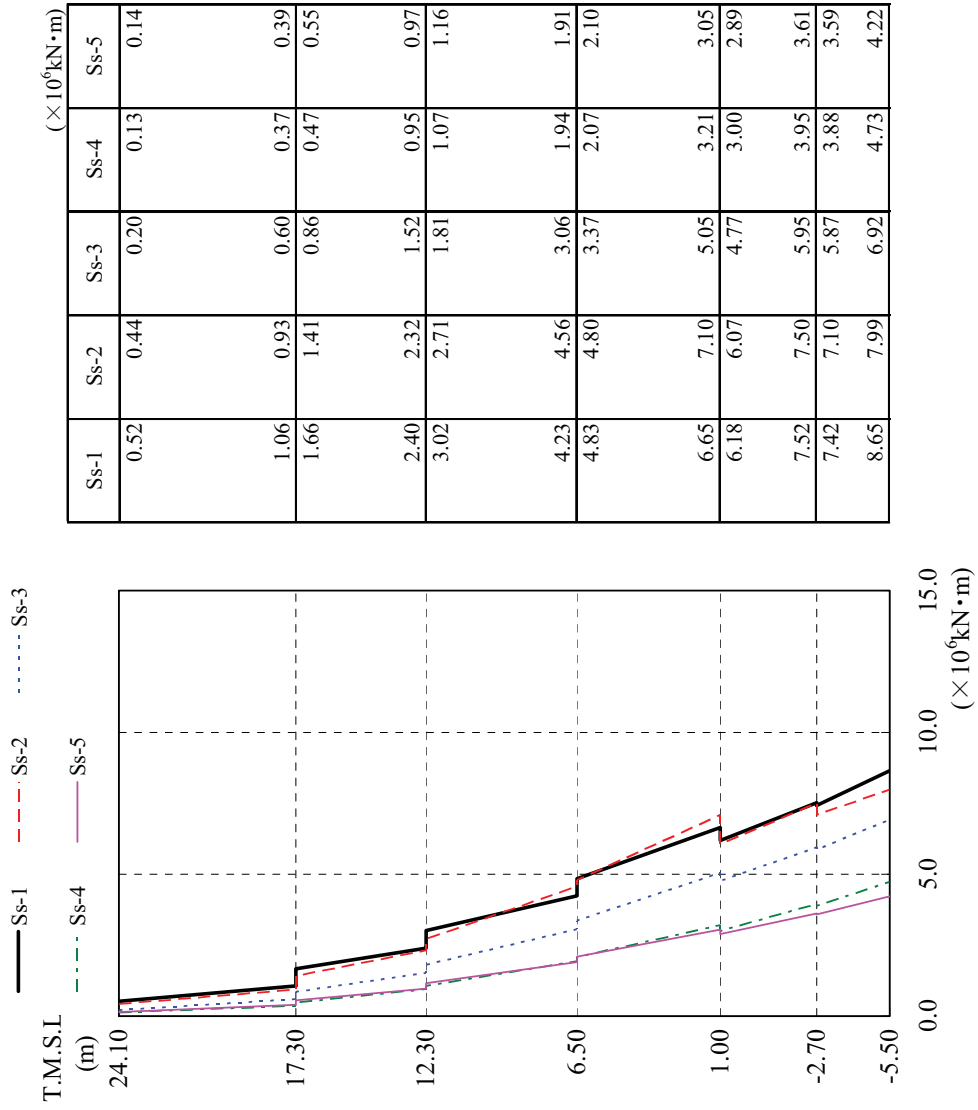 Ss-1 Ss-2 Ss-3
Ss-4 Ss-5
T.M.S.L
(m)
24.10
17.30
12.30
6.50
1.00
-2.70
-5.50
0.0 5.0 10.0 15.0
(×10⁶kN・m)
(×10⁶kN・m)
Ss-1 Ss-2 Ss-3 Ss-4 Ss-5
0.52 0.44 0.20 0.13 0.14
1.06 0.93 0.60 0.37 0.39
1.66 1.41 0.86 0.47 0.55
2.40 2.32 1.52 0.95 0.97
3.02 2.71 1.81 1.07 1.16
4.23 4.56 3.06 1.94 1.91
4.83 4.80 3.37 2.07 2.10
6.65 7.10 5.05 3.21 3.05
6.18 6.07 4.77 3.00 2.89
7.52 7.50 5.95 3.95 3.61
7.42 7.10 5.87 3.88 3.59
8.65 7.99 6.92 4.73 4.22